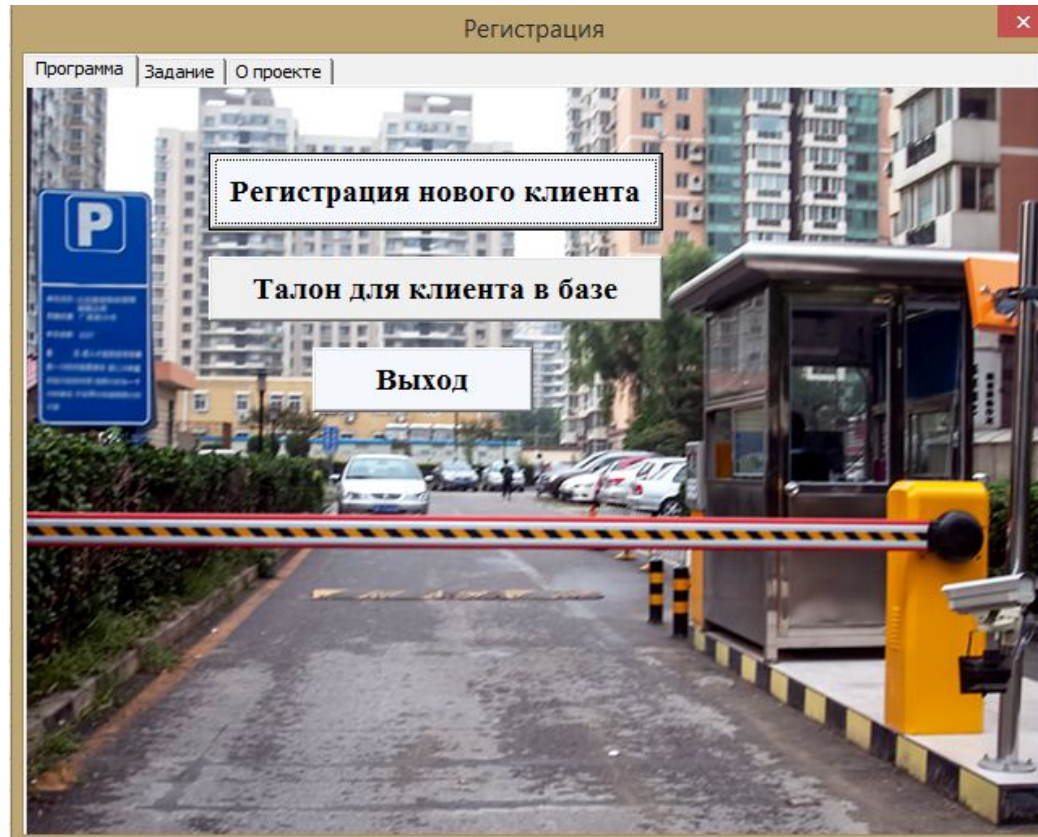 Регистрация
Программа
Задание
О проекте
Регистрация нового клиента
P
Талон для клиента в базе
Выход